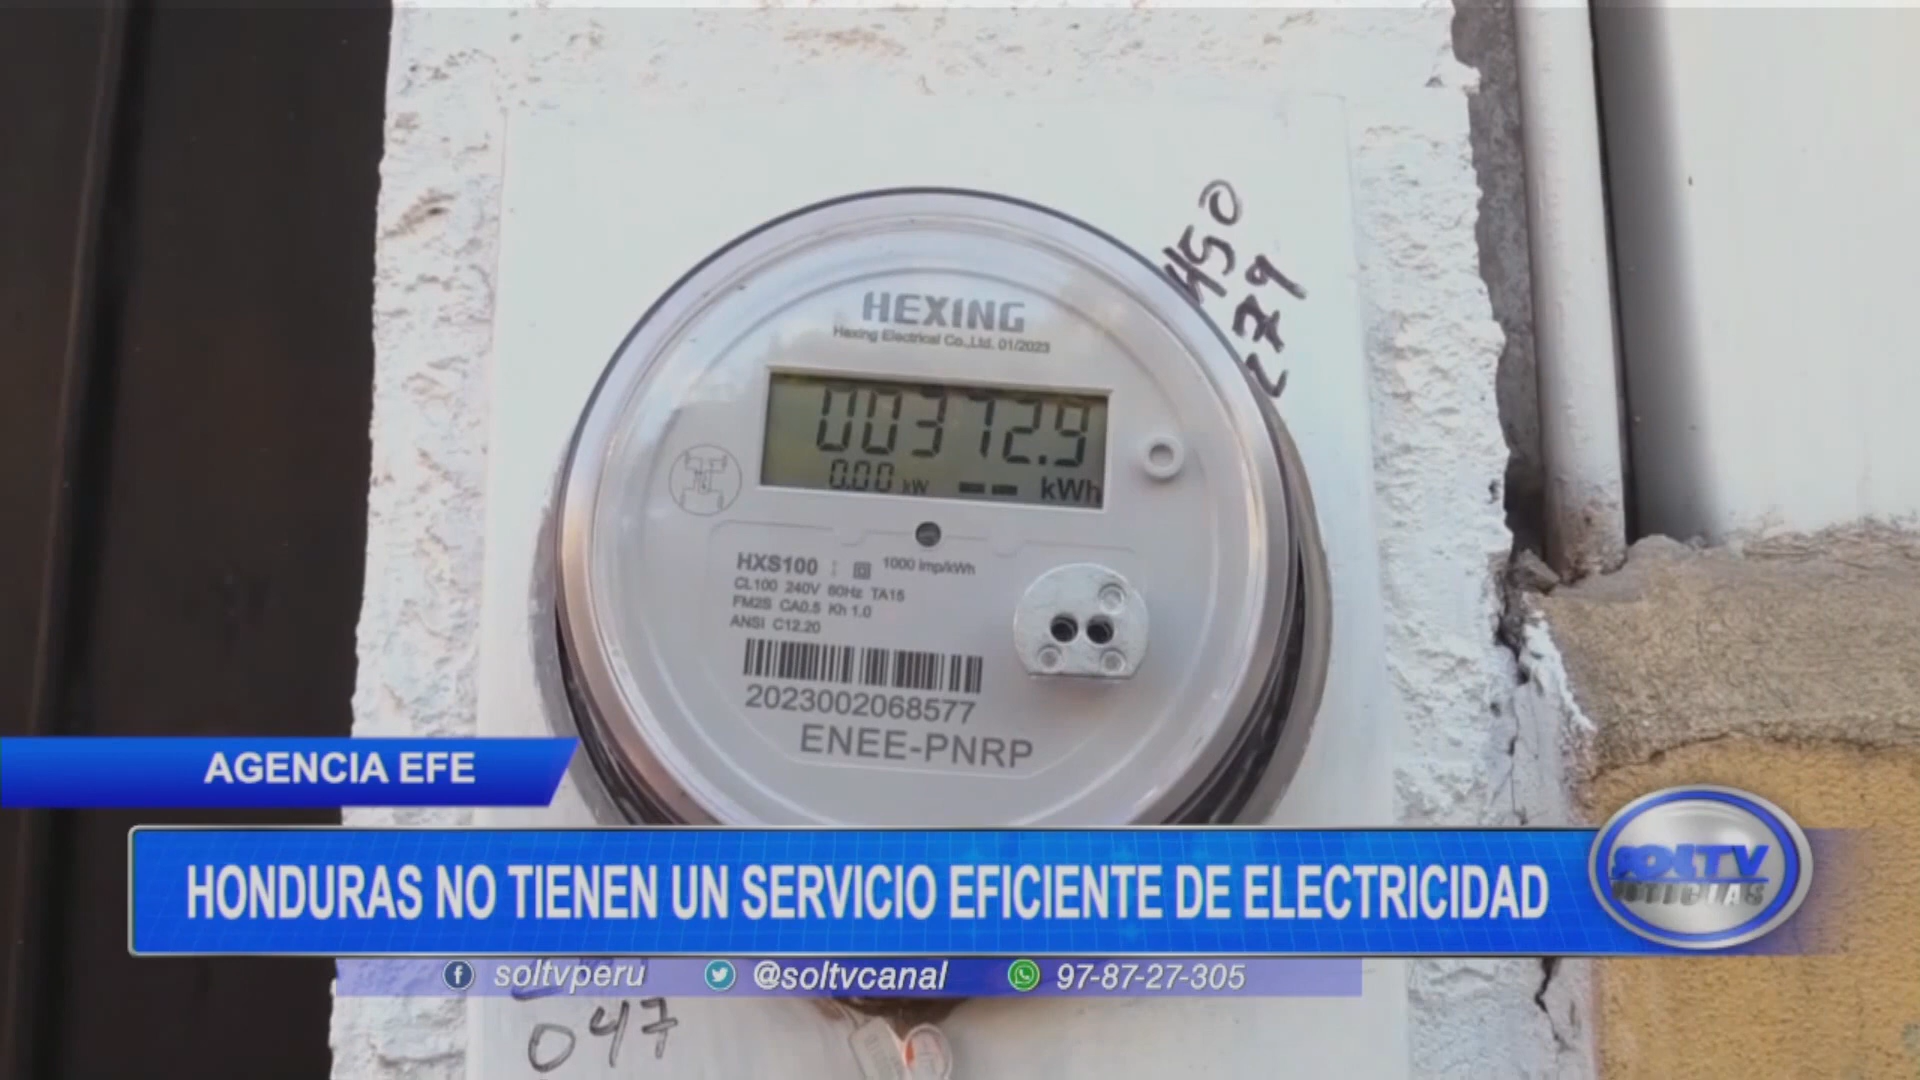 HEXING
Hexing Electrical Co.,Ltd. 01/2023
00372.9
0.00 kW -- kWh
HXS100 1000 imp/kWh
CL100 240V 60Hz TA15
FM2S CA0.5 Kh 1.0
ANSI C12.20
2023002068577
ENEE-PNRP
AGENCIA EFE
HONDURAS NO TIENEN UN SERVICIO EFICIENTE DE ELECTRICIDAD
SOLTV
NOTICIAS
soltvperu @soltvcanal 97-87-27-305
047